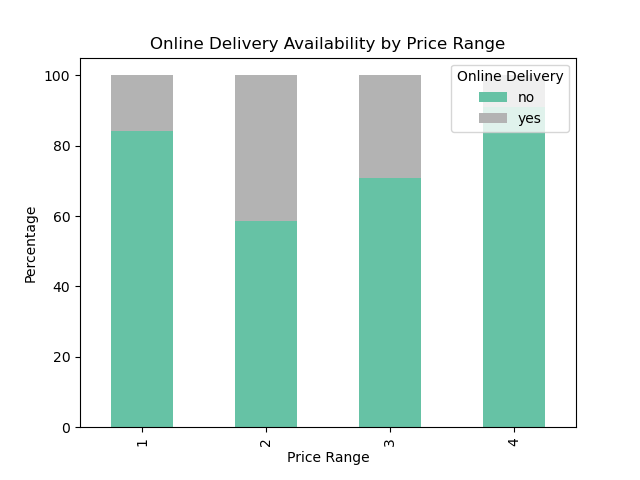 Online Delivery Availability by Price Range
Online Delivery
no
yes
100
80
60
40
20
0
Percentage
1
2
3
4
Price Range